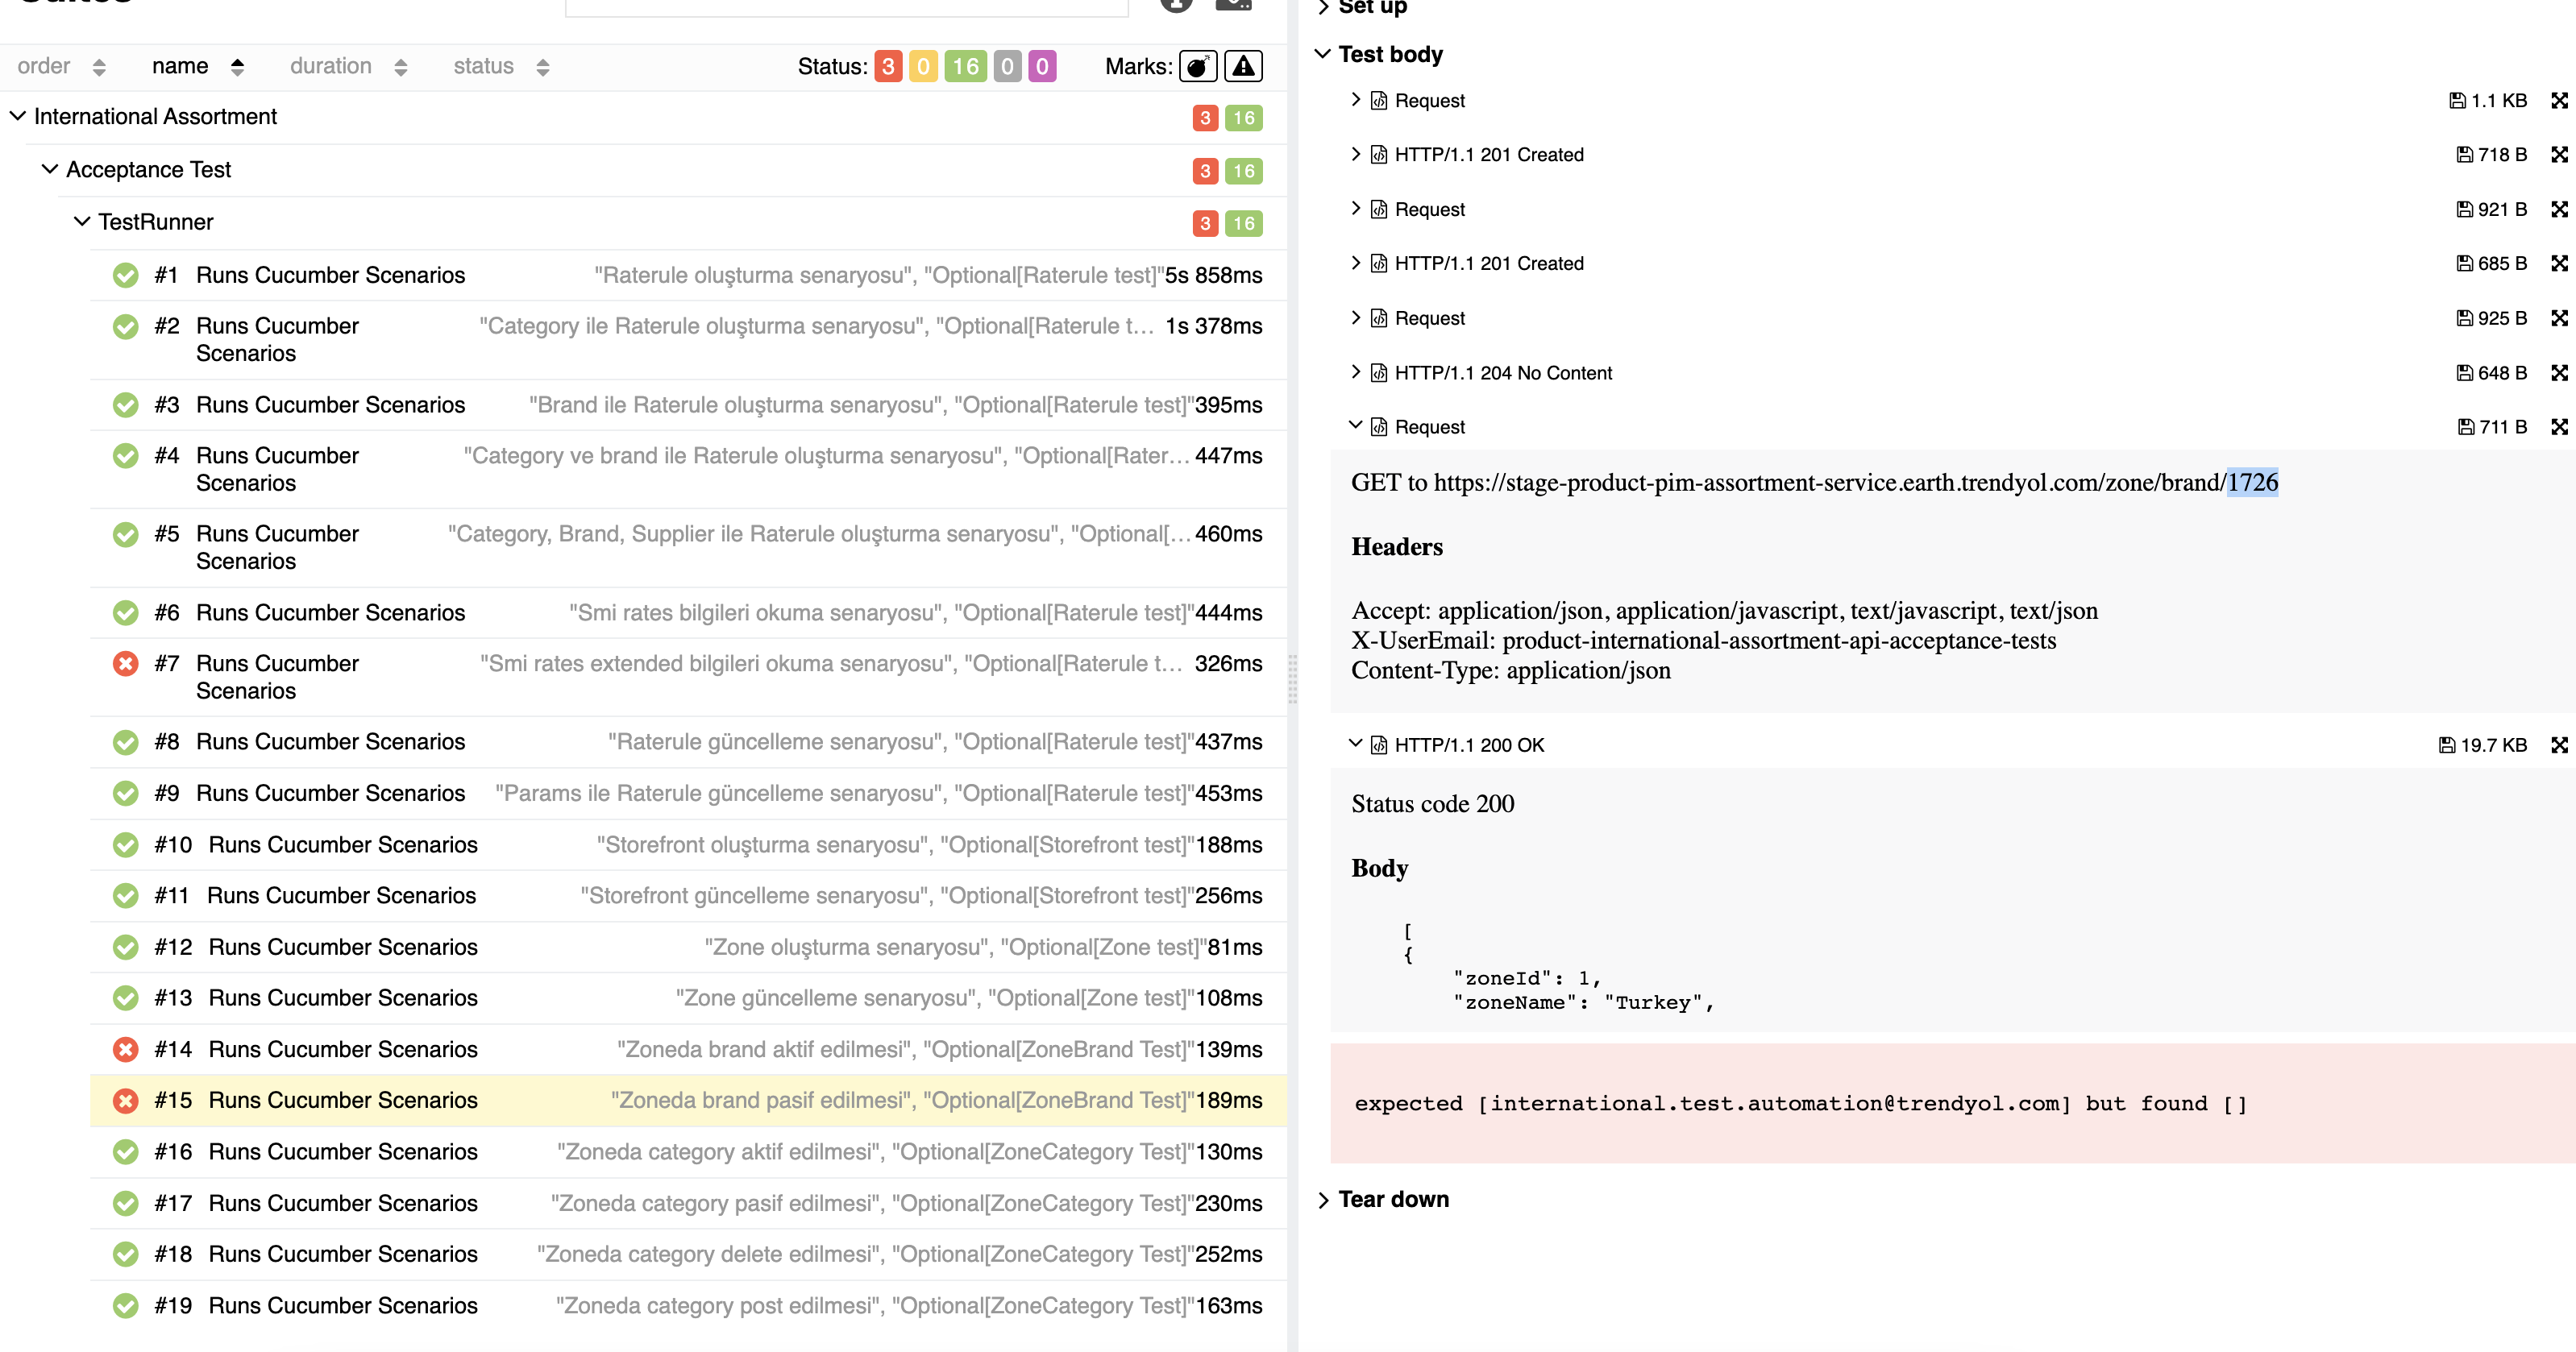 order name duration status Status: 3 0 16 0 0 Marks:
International Assortment 3 16
Acceptance Test 3 16
TestRunner 3 16
#1 Runs Cucumber Scenarios "Raterule oluşturma senaryosu", "Optional[Raterule test]" 5s 858ms
#2 Runs Cucumber Scenarios "Category ile Raterule oluşturma senaryosu", "Optional[Raterule t... 1s 378ms
#3 Runs Cucumber Scenarios "Brand ile Raterule oluşturma senaryosu", "Optional[Raterule test]" 395ms
#4 Runs Cucumber Scenarios "Category ve brand ile Raterule oluşturma senaryosu", "Optional[Rater... 447ms
#5 Runs Cucumber Scenarios "Category, Brand, Supplier ile Raterule oluşturma senaryosu", "Optional[... 460ms
#6 Runs Cucumber Scenarios "Smi rates bilgileri okuma senaryosu", "Optional[Raterule test]" 444ms
#7 Runs Cucumber Scenarios "Smi rates extended bilgileri okuma senaryosu", "Optional[Raterule t... 326ms
#8 Runs Cucumber Scenarios "Raterule güncelleme senaryosu", "Optional[Raterule test]" 437ms
#9 Runs Cucumber Scenarios "Params ile Raterule güncelleme senaryosu", "Optional[Raterule test]" 453ms
#10 Runs Cucumber Scenarios "Storefront oluşturma senaryosu", "Optional[Storefront test]" 188ms
#11 Runs Cucumber Scenarios "Storefront güncelleme senaryosu", "Optional[Storefront test]" 256ms
#12 Runs Cucumber Scenarios "Zone oluşturma senaryosu", "Optional[Zone test]" 81ms
#13 Runs Cucumber Scenarios "Zone güncelleme senaryosu", "Optional[Zone test]" 108ms
#14 Runs Cucumber Scenarios "Zoneda brand aktif edilmesi", "Optional[ZoneBrand Test]" 139ms
#15 Runs Cucumber Scenarios "Zoneda brand pasif edilmesi", "Optional[ZoneBrand Test]" 189ms
#16 Runs Cucumber Scenarios "Zoneda category aktif edilmesi", "Optional[ZoneCategory Test]" 130ms
#17 Runs Cucumber Scenarios "Zoneda category pasif edilmesi", "Optional[ZoneCategory Test]" 230ms
#18 Runs Cucumber Scenarios "Zoneda category delete edilmesi", "Optional[ZoneCategory Test]" 252ms
#19 Runs Cucumber Scenarios "Zoneda category post edilmesi", "Optional[ZoneCategory Test]" 163ms
Set up
Test body
Request 1.1 KB
HTTP/1.1 201 Created 718 B
Request 921 B
HTTP/1.1 201 Created 685 B
Request 925 B
HTTP/1.1 204 No Content 648 B
Request 711 B
GET to https://stage-product-pim-assortment-service.earth.trendyol.com/zone/brand/1726
Headers
Accept: application/json, application/javascript, text/javascript, text/json
X-UserEmail: product-international-assortment-api-acceptance-tests
Content-Type: application/json
HTTP/1.1 200 OK 19.7 KB
Status code 200
Body
[
{
"zoneId": 1,
"zoneName": "Turkey",
expected [international.test.automation@trendyol.com] but found []
Tear down